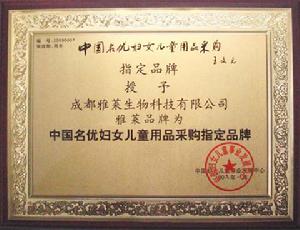 中国名优妇女儿童用品采购
指定品牌
授予
成都雅莱生物科技有限公司
雅莱品牌为
中国名优妇女儿童用品采购指定品牌